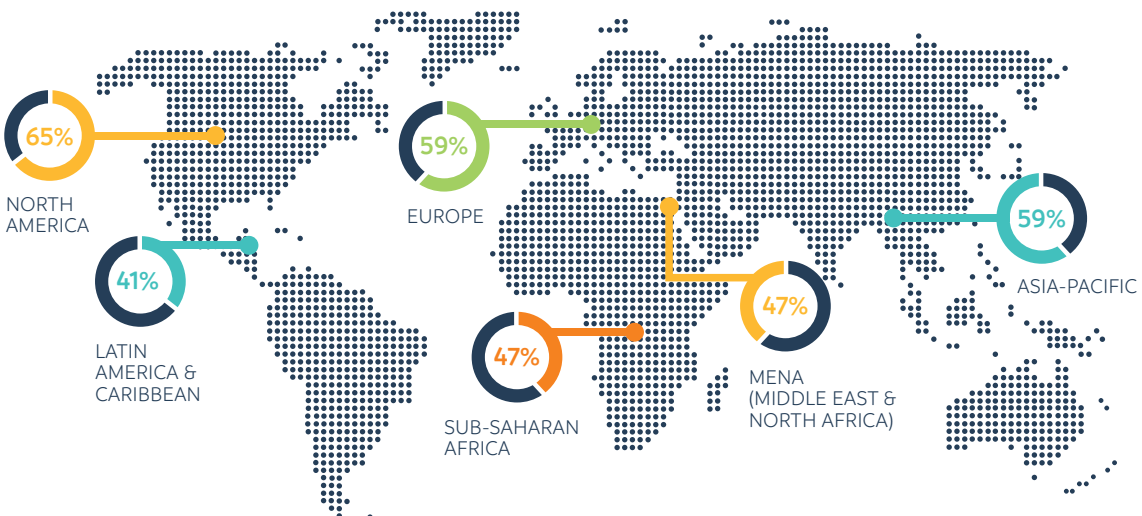 65%
NORTH
AMERICA
59%
EUROPE
59%
ASIA-PACIFIC
41%
LATIN
AMERICA &
CARIBBEAN
47%
SUB-SAHARAN
AFRICA
47%
MENA
(MIDDLE EAST &
NORTH AFRICA)